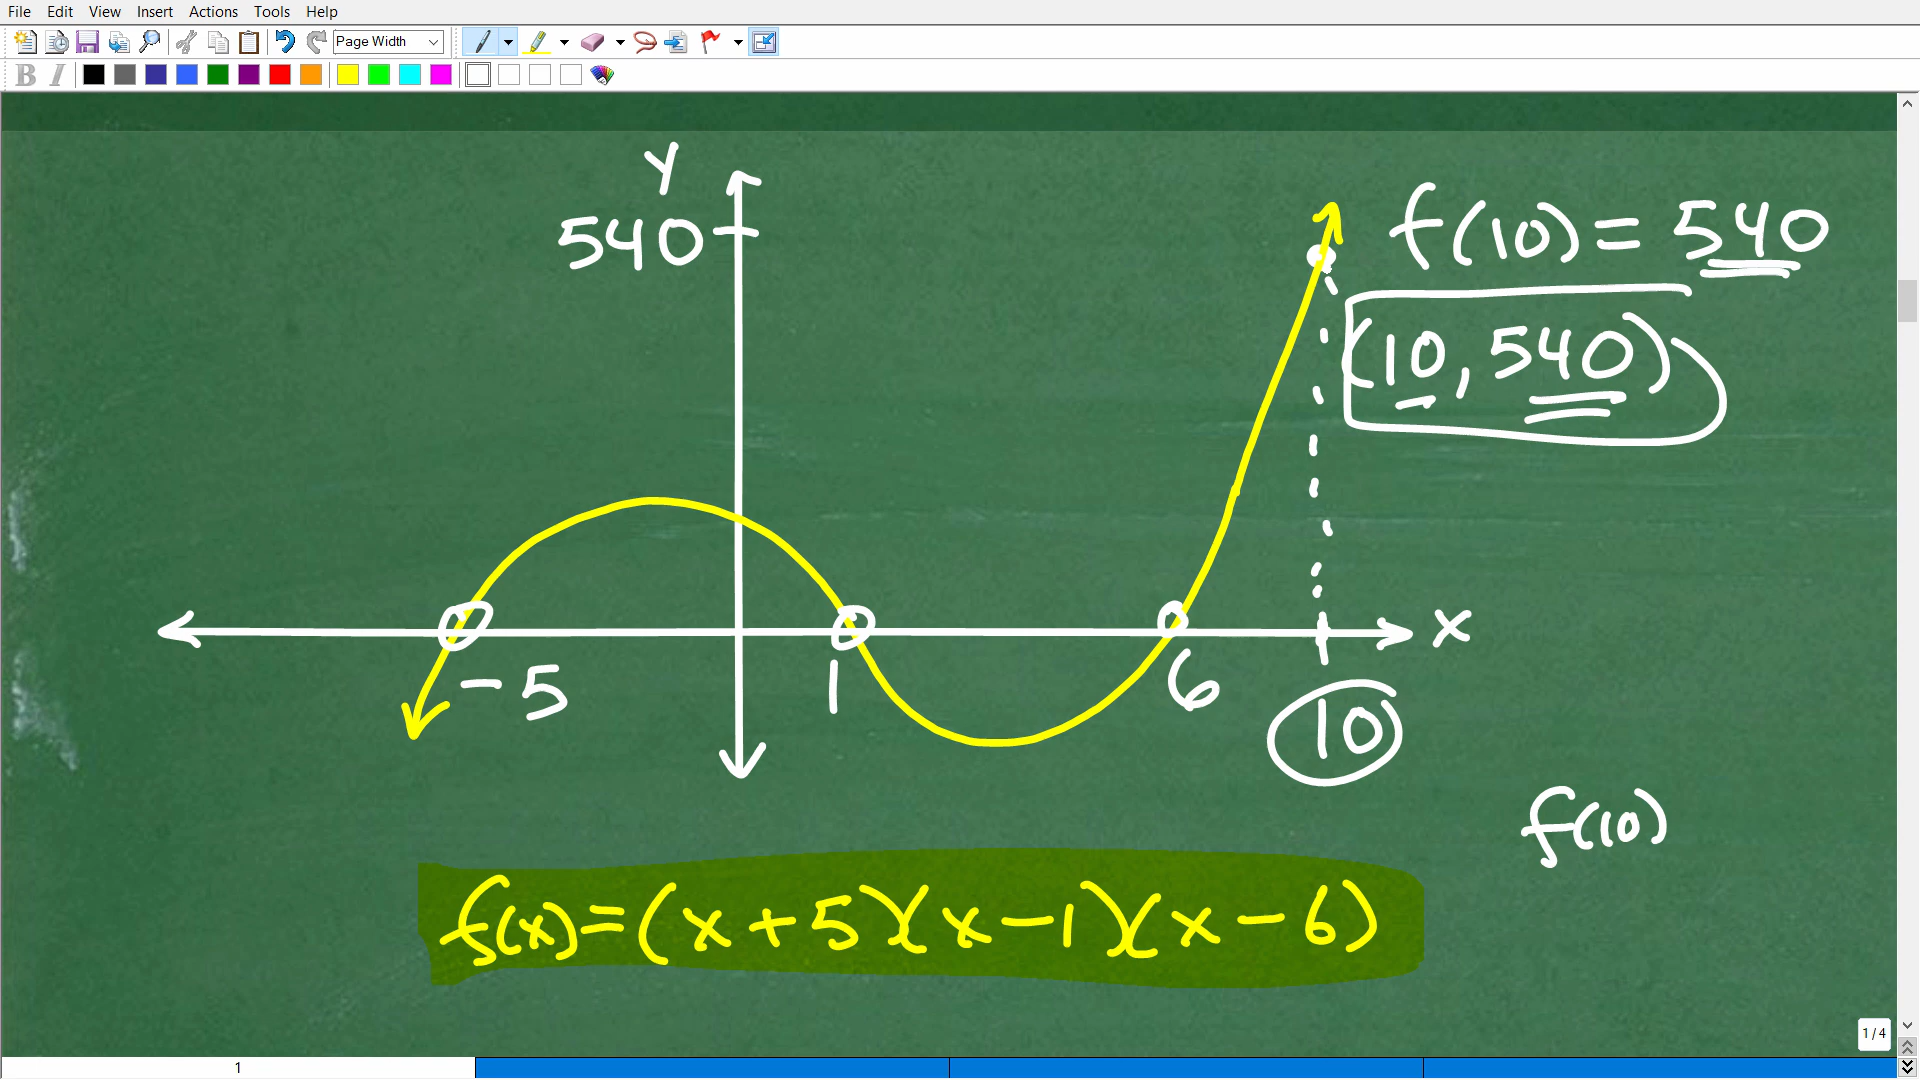 File Edit View Insert Actions Tools Help
Page Width
B I
Y
540
f(10) = 540
(10, 540)
X
-5 1 6 10
f(10)
f(x) = (x + 5)(x - 1)(x - 6)
1 / 4
1